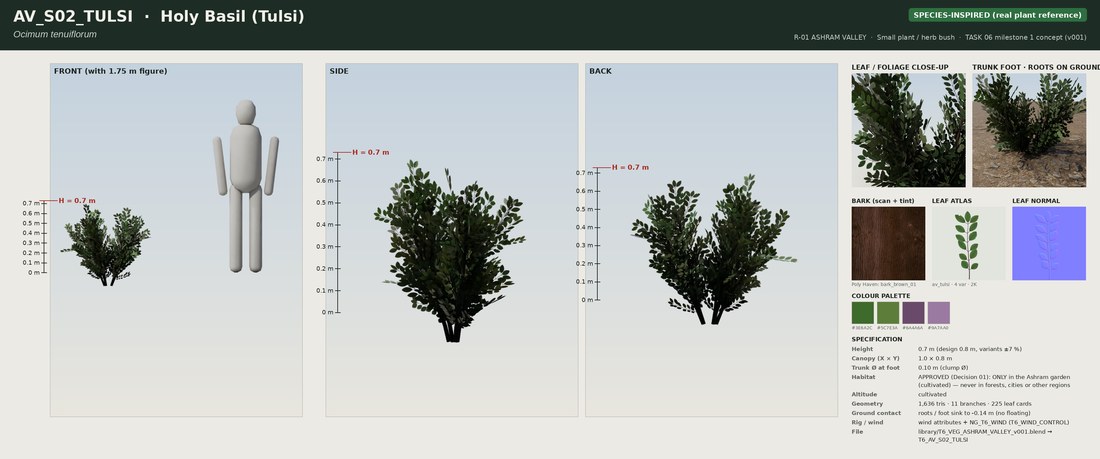 AV_S02_TULSI · Holy Basil (Tulsi)
Ocimum tenuiflorum
SPECIES-INSPIRED (real plant reference)
R-01 ASHRAM VALLEY · Small plant / herb bush · TASK 06 milestone 1 concept (v001)
FRONT (with 1.75 m figure)
H = 0.7 m
0.7 m
0.6 m
0.5 m
0.4 m
0.3 m
0.2 m
0.1 m
0 m
SIDE
H = 0.7 m
0.7 m
0.6 m
0.5 m
0.4 m
0.3 m
0.2 m
0.1 m
0 m
BACK
H = 0.7 m
0.7 m
0.6 m
0.5 m
0.4 m
0.3 m
0.2 m
0.1 m
0 m
LEAF / FOLIAGE CLOSE-UP
TRUNK FOOT · ROOTS ON GROUND
BARK (scan + tint)
LEAF ATLAS
LEAF NORMAL
Poly Haven: bark_brown_01
av_tulsi · 4 var · 2K
COLOUR PALETTE
SPECIFICATION
Height 0.7 m (design 0.8 m, variants ±7 %)
Canopy (X × Y) 1.0 × 0.8 m
Trunk Ø at foot 0.10 m (clump Ø)
Habitat APPROVED (Decision 01): ONLY in the Ashram garden
(cultivated) — never in forests, cities or other regions
Altitude cultivated
Geometry 1,636 tris · 11 branches · 225 leaf cards
Ground contact roots / foot sink to -0.14 m (no floating)
Rig / wind wind attributes + NG_T6_WIND (T6_WIND_CONTROL)
File library/T6_VEG_ASHRAM_VALLEY_v001.blend →
T6_AV_S02_TULSI